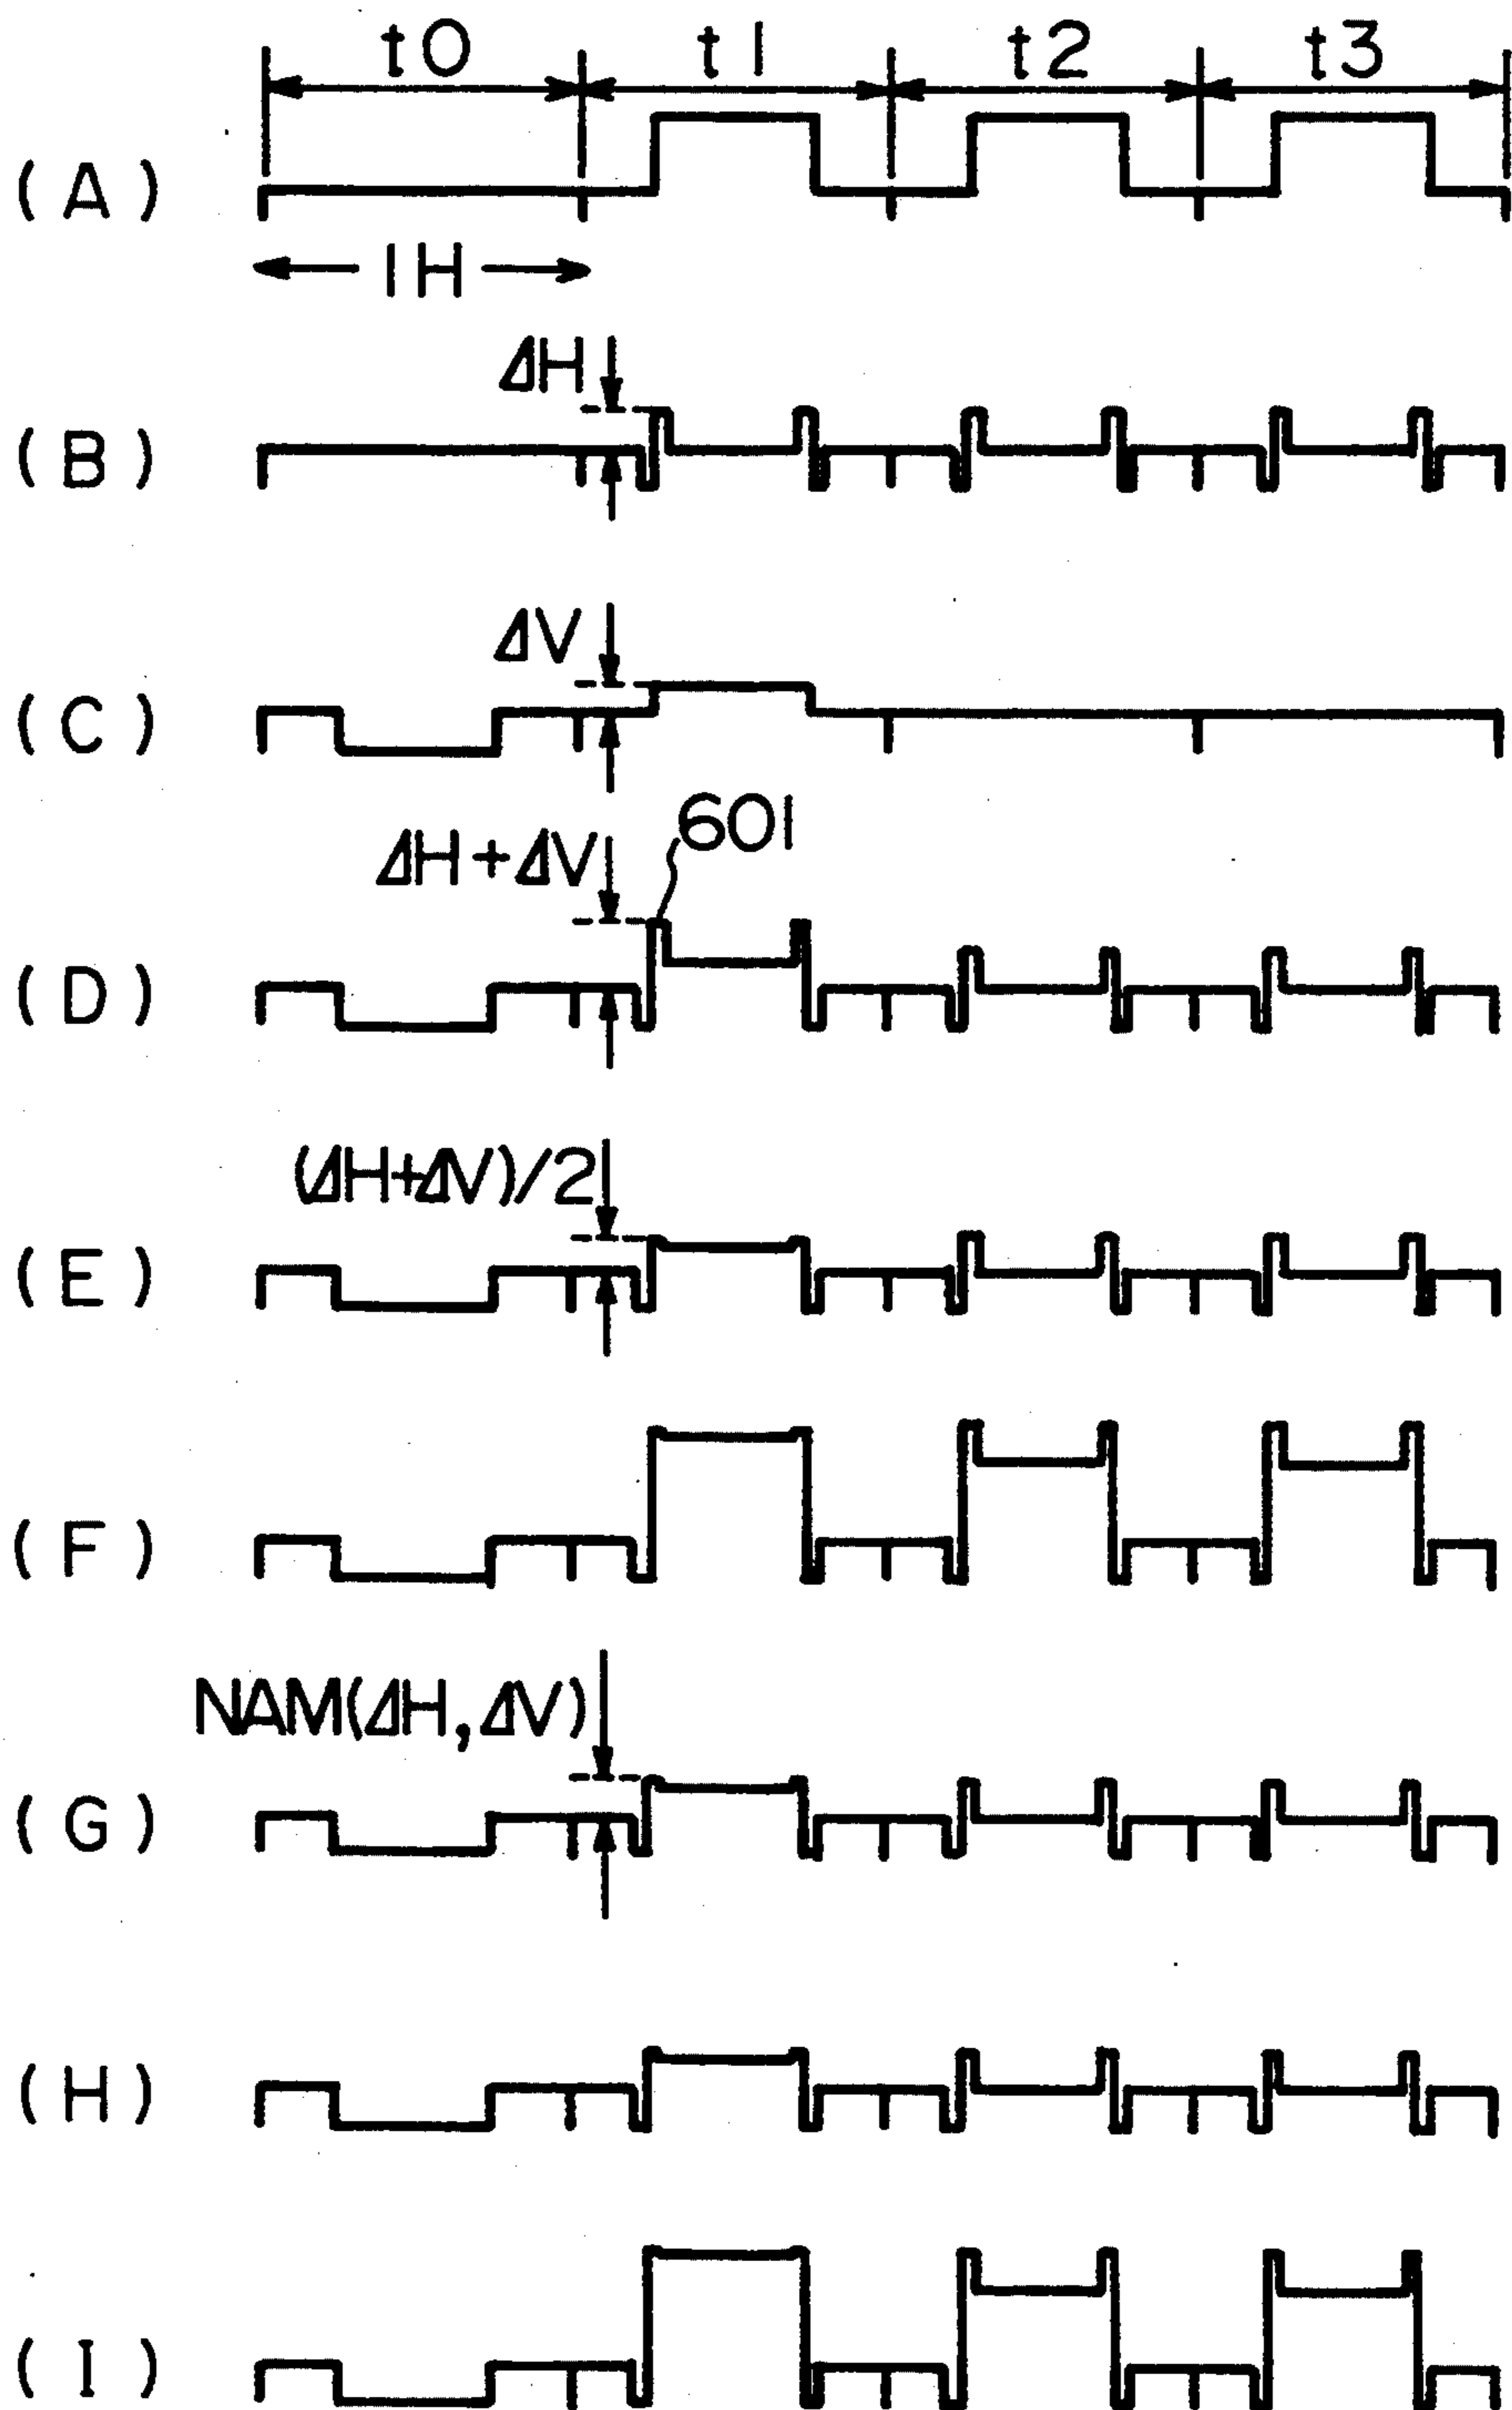 t0 t1 t2 t3
(A)
1H
ΔH
(B)
ΔV
(C)
601
ΔH+ΔV
(D)
(ΔH+ΔV)/2
(E)
(F)
NAM(ΔH,ΔV)
(G)
(H)
(I)